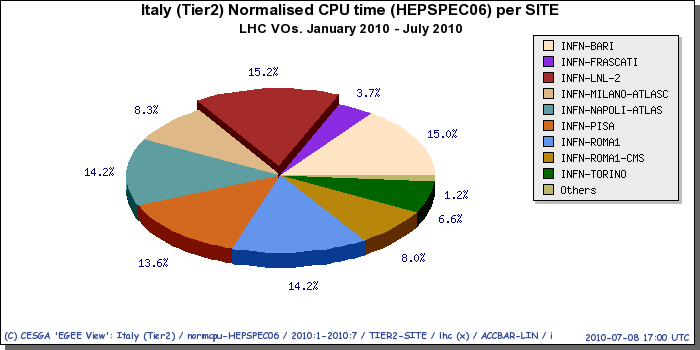 Italy (Tier2) Normalised CPU time (HEPSPEC06) per SITE
LHC VOs. January 2010 - July 2010
INFN-BARI
INFN-FRASCATI
INFN-LNL-2
INFN-MILANO-ATLASC
INFN-NAPOLI-ATLAS
INFN-PISA
INFN-ROMA1
INFN-ROMA1-CMS
INFN-TORINO
Others
15.2%
3.7%
8.3%
15.0%
14.2%
1.2%
6.6%
8.0%
13.6%
14.2%
(C) CESGA 'EGEE View': Italy (Tier2) / normcpu-HEPSPEC06 / 2010:1-2010:7 / TIER2-SITE / lhc (x) / ACCBAR-LIN / i
2010-07-08 17:00 UTC